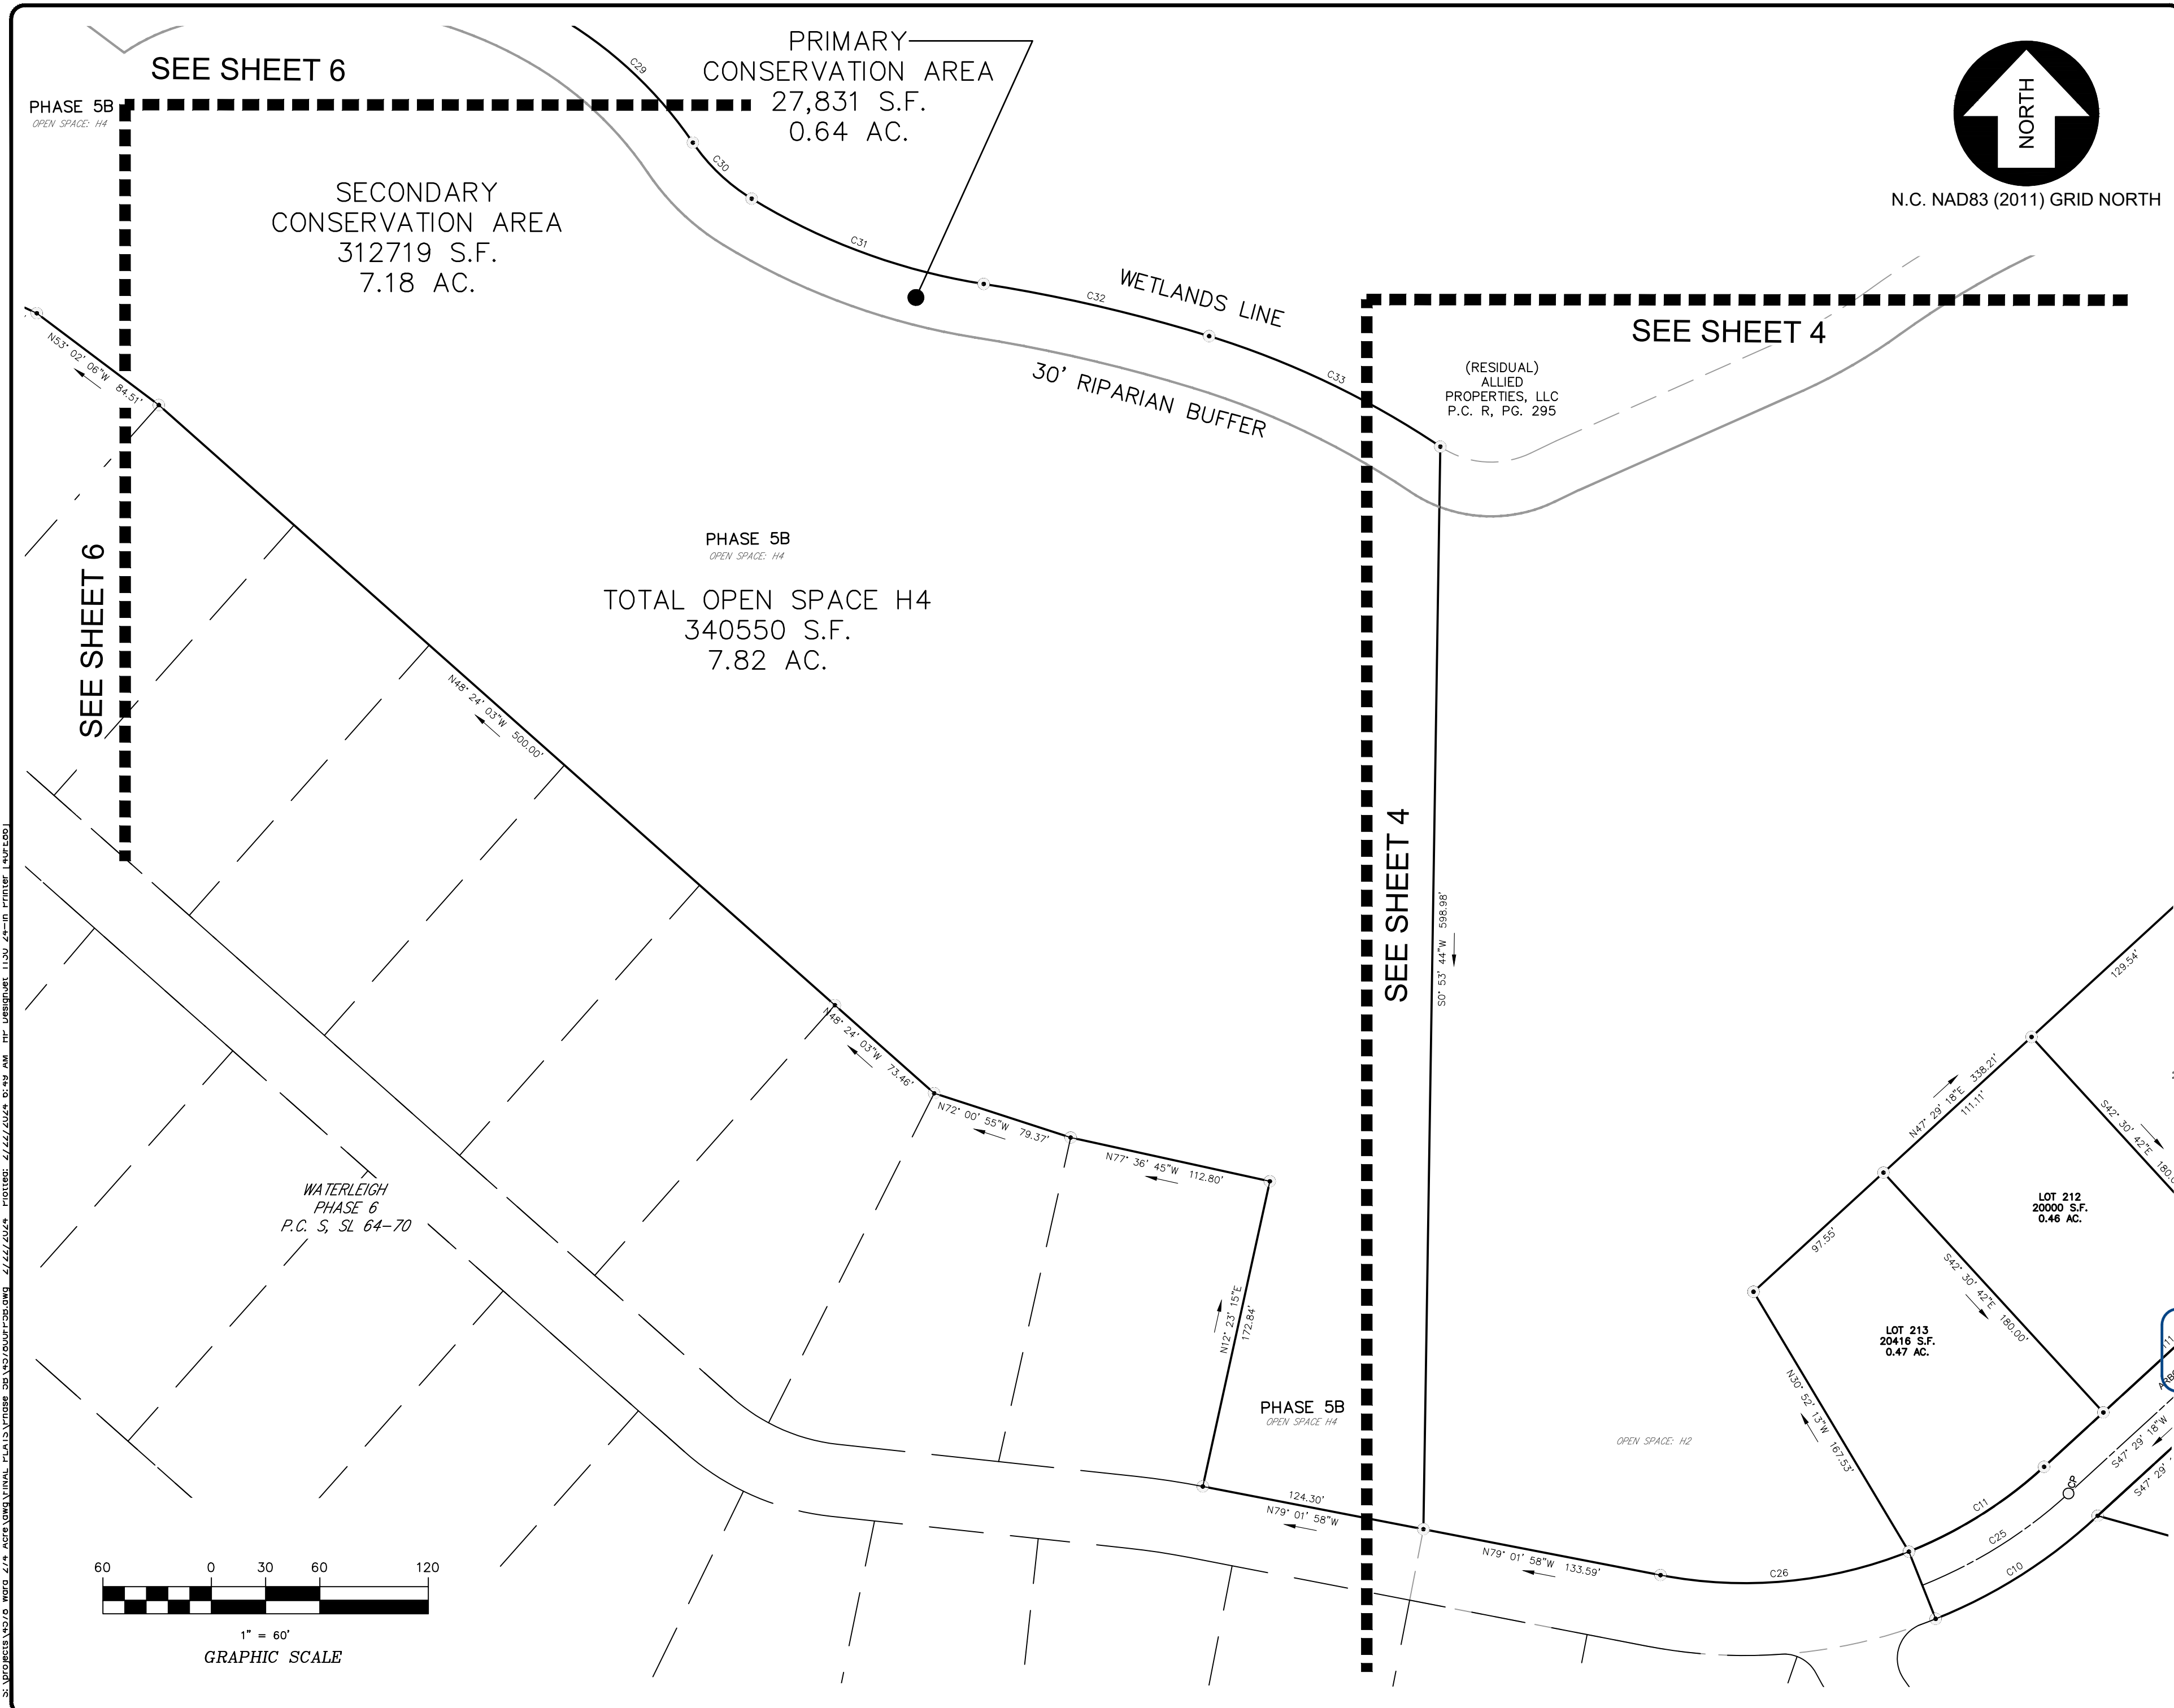 SEE SHEET 6
PHASE 5B
OPEN SPACE: H4
C29
PRIMARY
CONSERVATION AREA
27,831 S.F.
0.64 AC.
NORTH
N.C. NAD83 (2011) GRID NORTH
C30
SECONDARY
CONSERVATION AREA
312719 S.F.
7.18 AC.
C31
C32
WETLANDS LINE
C33
30' RIPARIAN BUFFER
SEE SHEET 4
(RESIDUAL)
ALLIED
PROPERTIES, LLC
P.C. R, PG. 295
N53° 02' 06"W 84.51'
SEE SHEET 6
PHASE 5B
OPEN SPACE: H4
TOTAL OPEN SPACE H4
340550 S.F.
7.82 AC.
N48° 24' 03"W 500.00'
SEE SHEET 4
S0° 53' 44"W 598.98'
N48° 24' 03"W 73.46'
N72° 00' 55"W 79.37'
N77° 36' 45"W 112.80'
N12° 23' 15"E
172.84'
129.54'
N47° 29' 18"E 338.21'
111.11'
S42° 30' 42"E
LOT 212
20000 S.F.
0.46 AC.
97.55'
S42° 30' 42"E 180.00'
LOT 213
20416 S.F.
0.47 AC.
N30° 52' 13"W 167.53'
WATERLEIGH
PHASE 6
P.C. S, SL 64-70
PHASE 5B
OPEN SPACE H4
OPEN SPACE: H2
124.30'
N79° 01' 58"W
N79° 01' 58"W 133.59'
C26
C11
C25
C10
CP
S47° 29' 18"W
S47° 29'
60 0 30 60 120
1" = 60'
GRAPHIC SCALE